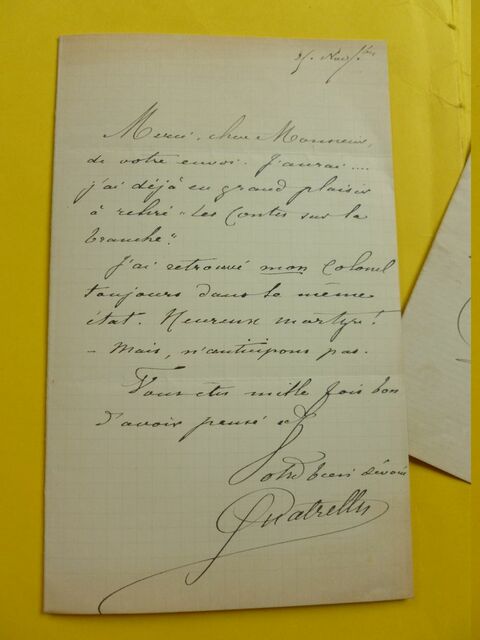 Merci, cher Monsieur,
de votre envoi. J'aurai....
j'ai déjà eu grand plaisir
à relire "Les Contes sur la
branche".
J'ai retrouvé mon Colonel
toujours dans le même
état. Heureux martyr!
– Mais, n'anticipons pas.
Vous êtes mille fois bon
d'avoir pensé à
Votre bien dévoué
Quatrelles